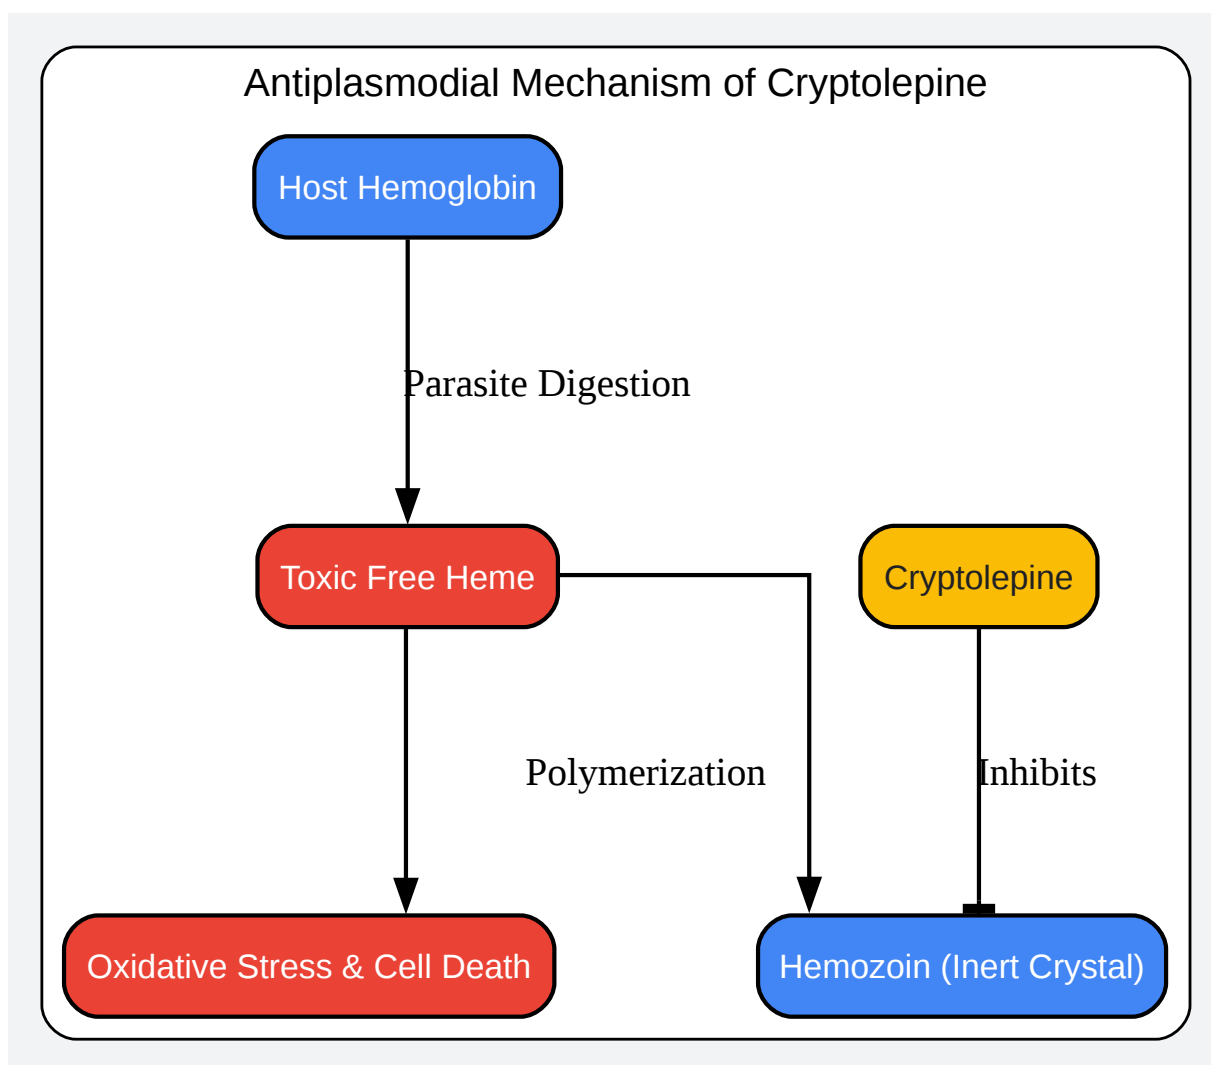 Antiplasmodial Mechanism of Cryptolepine
Host Hemoglobin
Parasite Digestion
Toxic Free Heme
Cryptolepine
Polymerization
Inhibits
Oxidative Stress & Cell Death
Hemozoin (Inert Crystal)